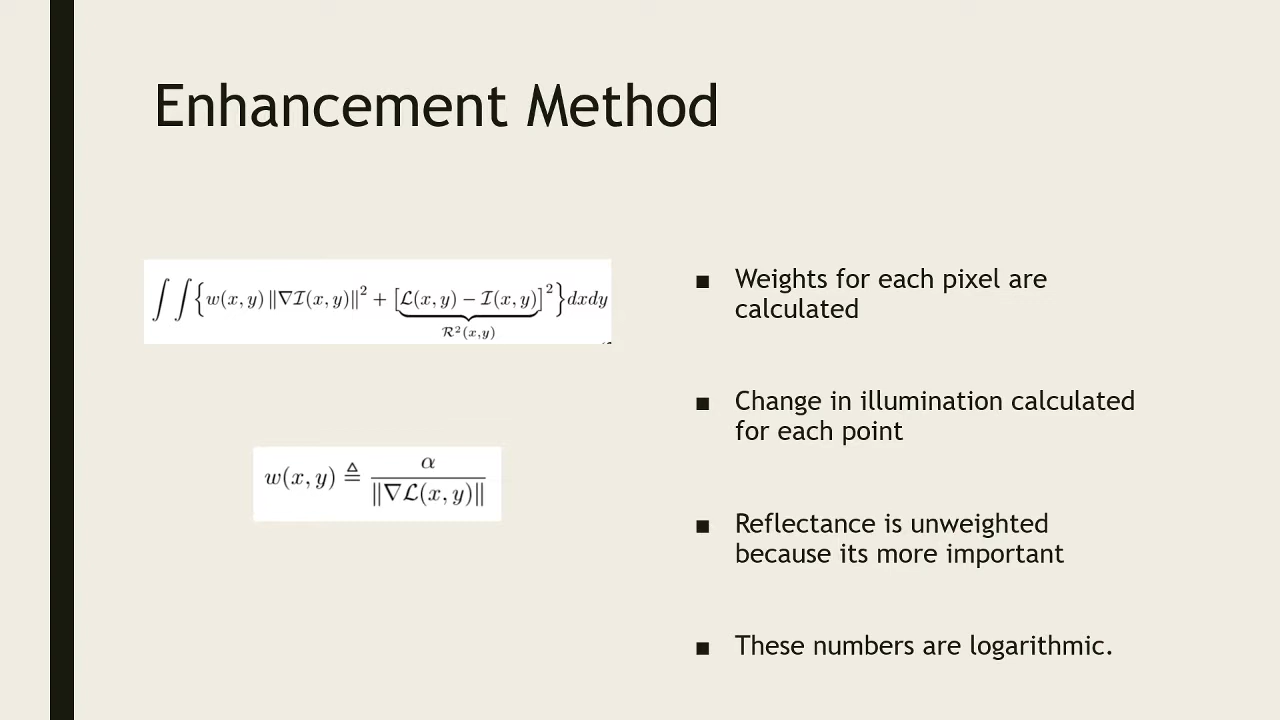 Enhancement Method
∫ ∫ { w(x, y) ‖∇ℐ(x, y)‖² + [ℒ(x, y) − ℐ(x, y)]² } dxdy
ℛ²(x,y)
w(x, y) ≜ α / ‖∇ℒ(x, y)‖
■ Weights for each pixel are
calculated
■ Change in illumination calculated
for each point
■ Reflectance is unweighted
because its more important
■ These numbers are logarithmic.